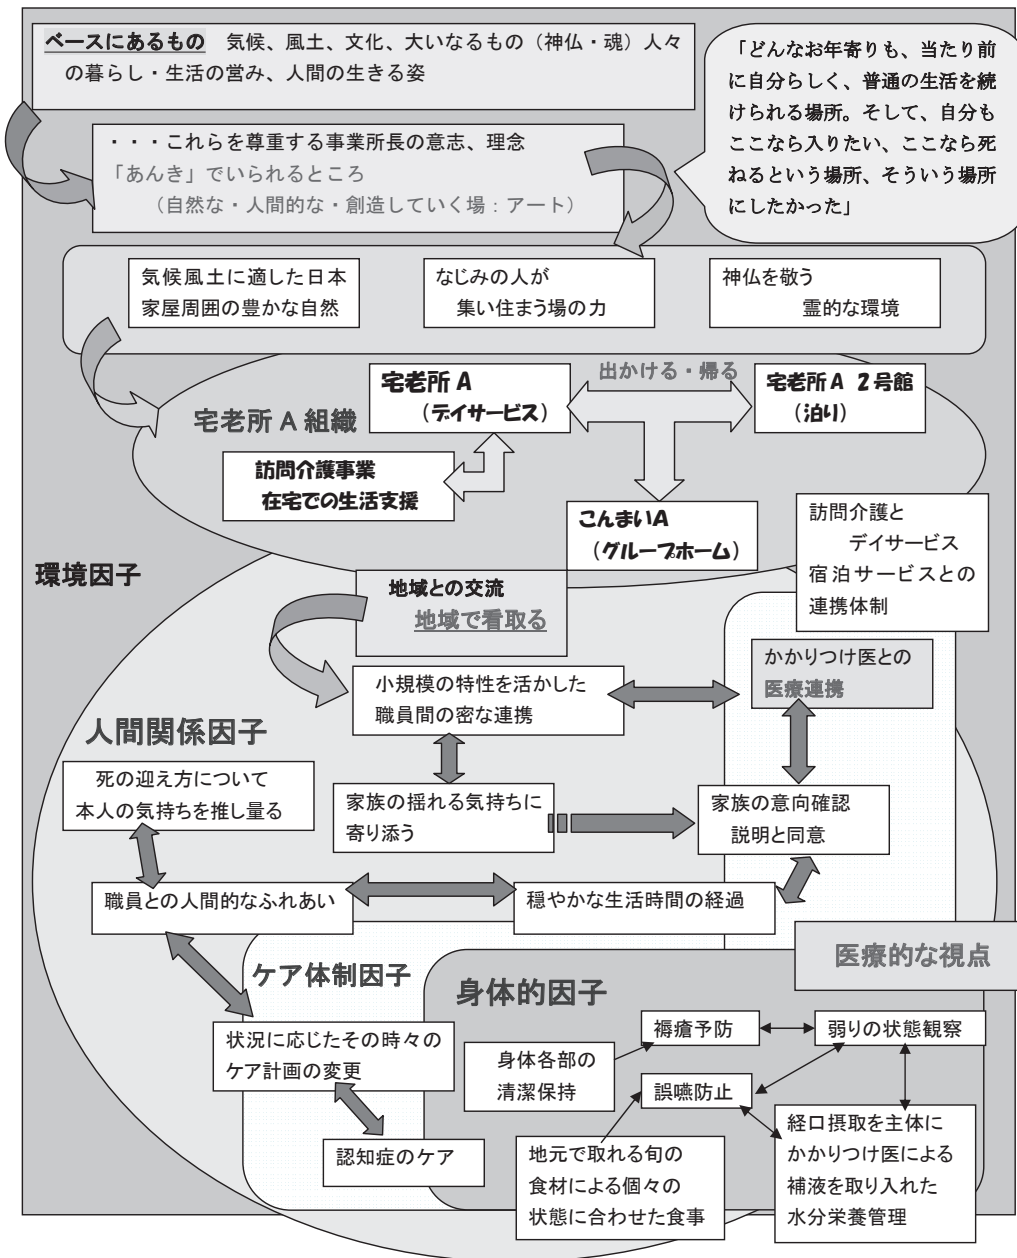 ベースにあるもの　気候、風土、文化、大いなるもの（神仏・魂）人々
の暮らし・生活の営み、人間の生きる姿
「どんなお年寄りも、当たり前
に自分らしく、普通の生活を続
けられる場所。そして、自分も
ここなら入りたい、ここなら死
ねるという場所、そういう場所
にしたかった」
・・・これらを尊重する事業所長の意志、理念
「あんき」でいられるところ
（自然な・人間的な・創造していく場：アート）
気候風土に適した日本
家屋周囲の豊かな自然
なじみの人が
集い住まう場の力
神仏を敬う
霊的な環境
宅老所 A 組織
宅老所 A
（デイサービス）
出かける・帰る
宅老所 A 2 号館
（泊り）
訪問介護事業
在宅での生活支援
こんまい A
（グループホーム）
訪問介護と
デイサービス
宿泊サービスとの
連携体制
環境因子
地域との交流
地域で看取る
かかりつけ医との
医療連携
小規模の特性を活かした
職員間の密な連携
人間関係因子
死の迎え方について
本人の気持ちを推し量る
家族の揺れる気持ちに
寄り添う
家族の意向確認
説明と同意
職員との人間的なふれあい
穏やかな生活時間の経過
医療的な視点
ケア体制因子
身体的因子
状況に応じたその時々の
ケア計画の変更
認知症のケア
褥瘡予防
弱りの状態観察
身体各部の
清潔保持
誤嚥防止
地元で取れる旬の
食材による個々の
状態に合わせた食事
経口摂取を主体に
かかりつけ医による
補液を取り入れた
水分栄養管理